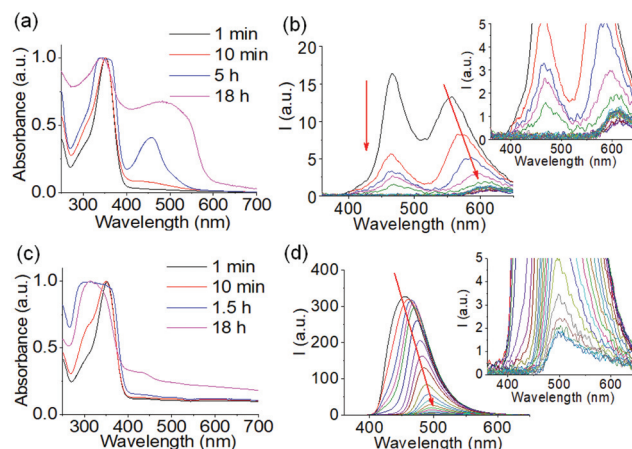 (a)
1 min
10 min
5 h
18 h
Absorbance (a.u.)
1.0
0.5
0.0
300 400 500 600 700
Wavelength (nm)
(b)
I (a.u.)
20
15
10
5
0
400 500 600
Wavelength (nm)
I (a.u.)
5
4
3
2
1
0
400 500 600
(c)
1 min
10 min
1.5 h
18 h
Absorbance (a.u.)
1.0
0.5
0.0
300 400 500 600 700
Wavelength (nm)
(d)
I (a.u.)
400
300
200
100
0
400 500 600
Wavelength (nm)
I (a.u.)
5
4
3
2
1
0
400 500 600